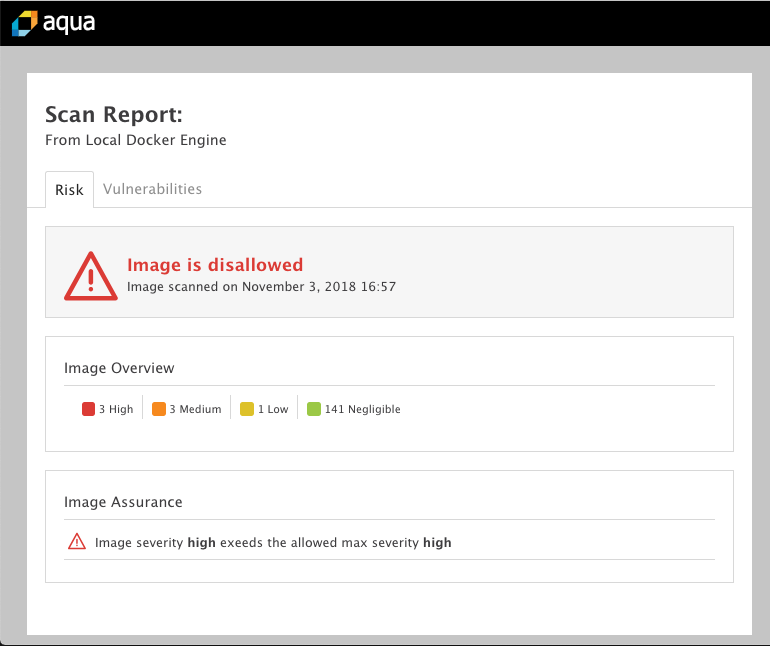 aqua
Scan Report:
From Local Docker Engine
Risk Vulnerabilities
Image is disallowed
Image scanned on November 3, 2018 16:57
Image Overview
3 High 3 Medium 1 Low 141 Negligible
Image Assurance
Image severity high exeeds the allowed max severity high